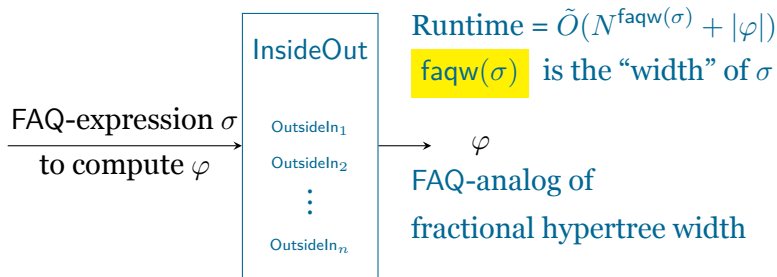 Runtime = Õ(N^faqw(σ) + |φ|)
InsideOut
faqw(σ) is the “width” of σ
FAQ-expression σ
to compute φ
OutsideIn₁
OutsideIn₂
⋮
OutsideInₙ
φ
FAQ-analog of
fractional hypertree width